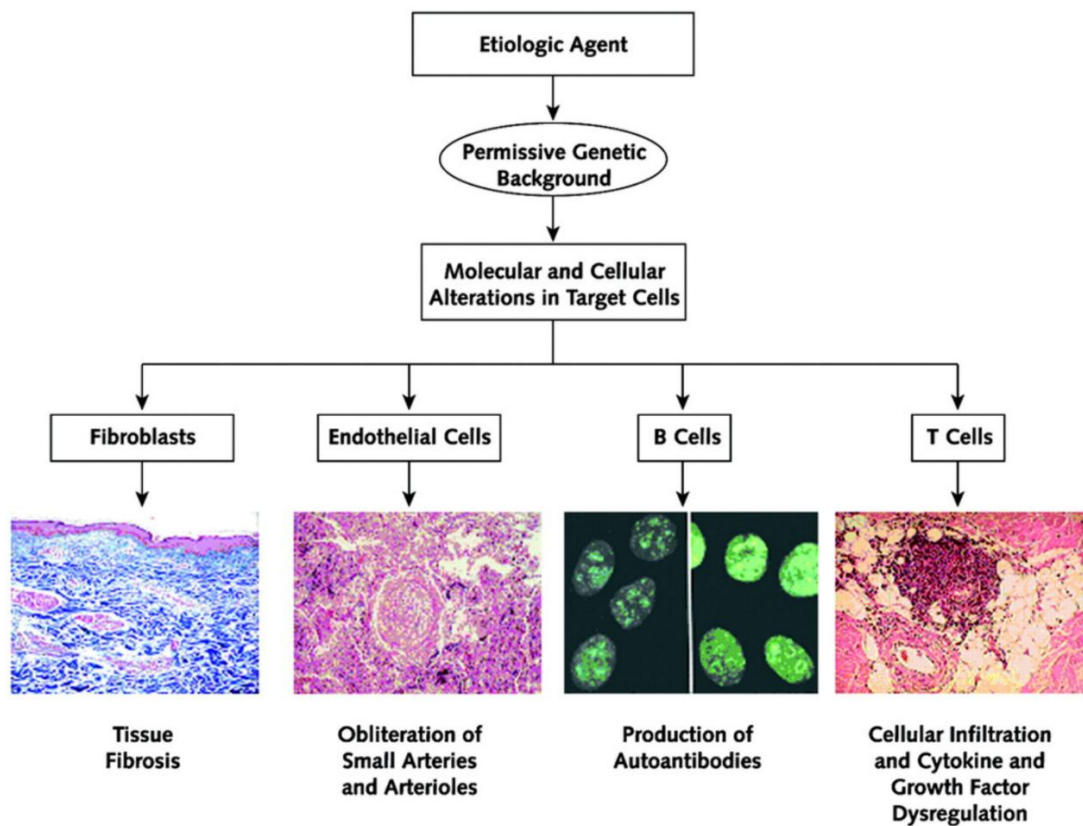 Etiologic Agent
Permissive Genetic
Background
Molecular and Cellular
Alterations in Target Cells
Fibroblasts
Endothelial Cells
B Cells
T Cells
Tissue
Fibrosis
Obliteration of
Small Arteries
and Arterioles
Production of
Autoantibodies
Cellular Infiltration
and Cytokine and
Growth Factor
Dysregulation